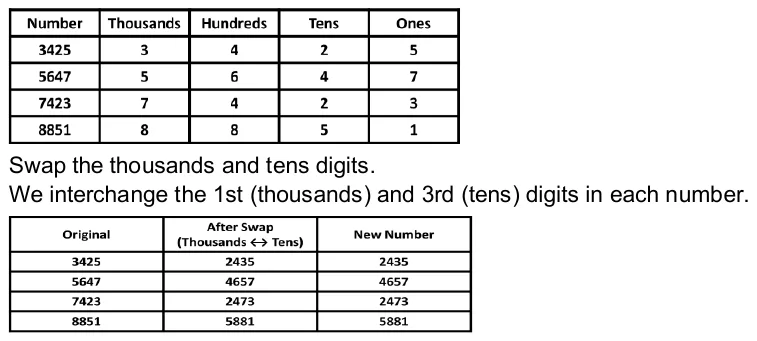 Number Thousands Hundreds Tens Ones
3425 3 4 2 5
5647 5 6 4 7
7423 7 4 2 3
8851 8 8 5 1
Swap the thousands and tens digits.
We interchange the 1st (thousands) and 3rd (tens) digits in each number.
Original After Swap (Thousands ↔ Tens) New Number
3425 2435 2435
5647 4657 4657
7423 2473 2473
8851 5881 5881